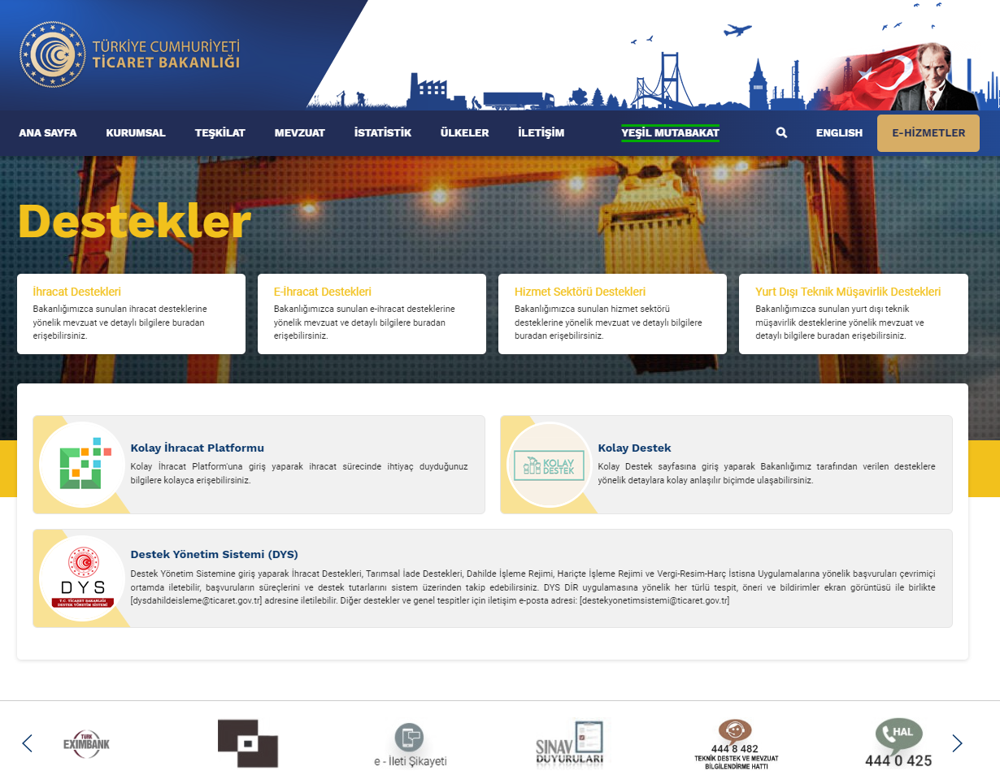 TÜRKİYE CUMHURİYETİ
TİCARET BAKANLIĞI
ANA SAYFA KURUMSAL TEŞKİLAT MEVZUAT İSTATİSTİK ÜLKELER İLETİŞİM YEŞİL MUTABAKAT ENGLISH E-HİZMETLER
Destekler
İhracat Destekleri
Bakanlığımızca sunulan ihracat desteklerine
yönelik mevzuat ve detaylı bilgilere buradan
erişebilirsiniz.
E-İhracat Destekleri
Bakanlığımızca sunulan e-ihracat desteklerine
yönelik mevzuat ve detaylı bilgilere buradan
erişebilirsiniz.
Hizmet Sektörü Destekleri
Bakanlığımızca sunulan hizmet sektörü
desteklerine yönelik mevzuat ve detaylı bilgilere
buradan erişebilirsiniz.
Yurt Dışı Teknik Müşavirlik Destekleri
Bakanlığımızca sunulan yurt dışı teknik
müşavirlik desteklerine yönelik mevzuat ve
detaylı bilgilere buradan erişebilirsiniz.
Kolay İhracat Platformu
Kolay İhracat Platform'una giriş yaparak ihracat sürecinde ihtiyaç duyduğunuz
bilgilere kolayca erişebilirsiniz.
KOLAY
DESTEK
Kolay Destek
Kolay Destek sayfasına giriş yaparak Bakanlığımız tarafından verilen desteklere
yönelik detaylara kolay anlaşılır biçimde ulaşabilirsiniz.
DYS
T.C. TİCARET BAKANLIĞI
DESTEK YÖNETİM SİSTEMİ
Destek Yönetim Sistemi (DYS)
Destek Yönetim Sistemine giriş yaparak İhracat Destekleri, Tarımsal İade Destekleri, Dahilde İşleme Rejimi, Hariçte İşleme Rejimi ve Vergi-Resim-Harç İstisna Uygulamalarına yönelik başvuruları çevrimiçi
ortamda iletebilir, başvuruların süreçlerini ve destek tutarlarını sistem üzerinden takip edebilirsiniz. DYS DİR uygulamasına yönelik her türlü tespit, öneri ve bildirimler ekran görüntüsü ile birlikte
[dysdahildeisleme@ticaret.gov.tr] adresine iletilebilir. Diğer destekler ve genel tespitler için iletişim e-posta adresi: [destekyonetimsistemi@ticaret.gov.tr]
TÜRK
EXIMBANK
e - İleti Şikayeti
SINAV
DUYURULARI
444 8 482
TEKNİK DESTEK VE MEVZUAT
BİLGİLENDİRME HATTI
HAL
444 0 425